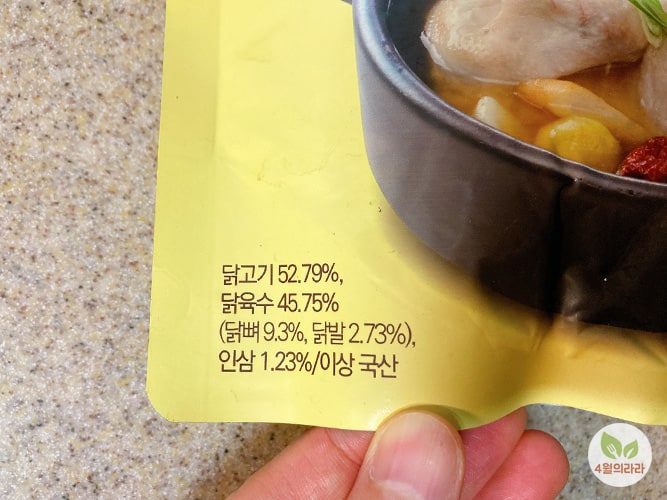 닭고기 52.79%,
닭육수 45.75%
(닭뼈 9.3%, 닭발 2.73%),
인삼 1.23%/이상 국산
4월의라라